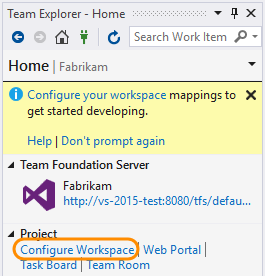 Team Explorer - Home
Search Work Item
Home | Fabrikam
Configure your workspace mappings to
get started developing.
Help | Don't prompt again
Team Foundation Server
Fabrikam
http://vs-2015-test:8080/tfs/defau...
Project
Configure Workspace | Web Portal |
Task Board | Team Room